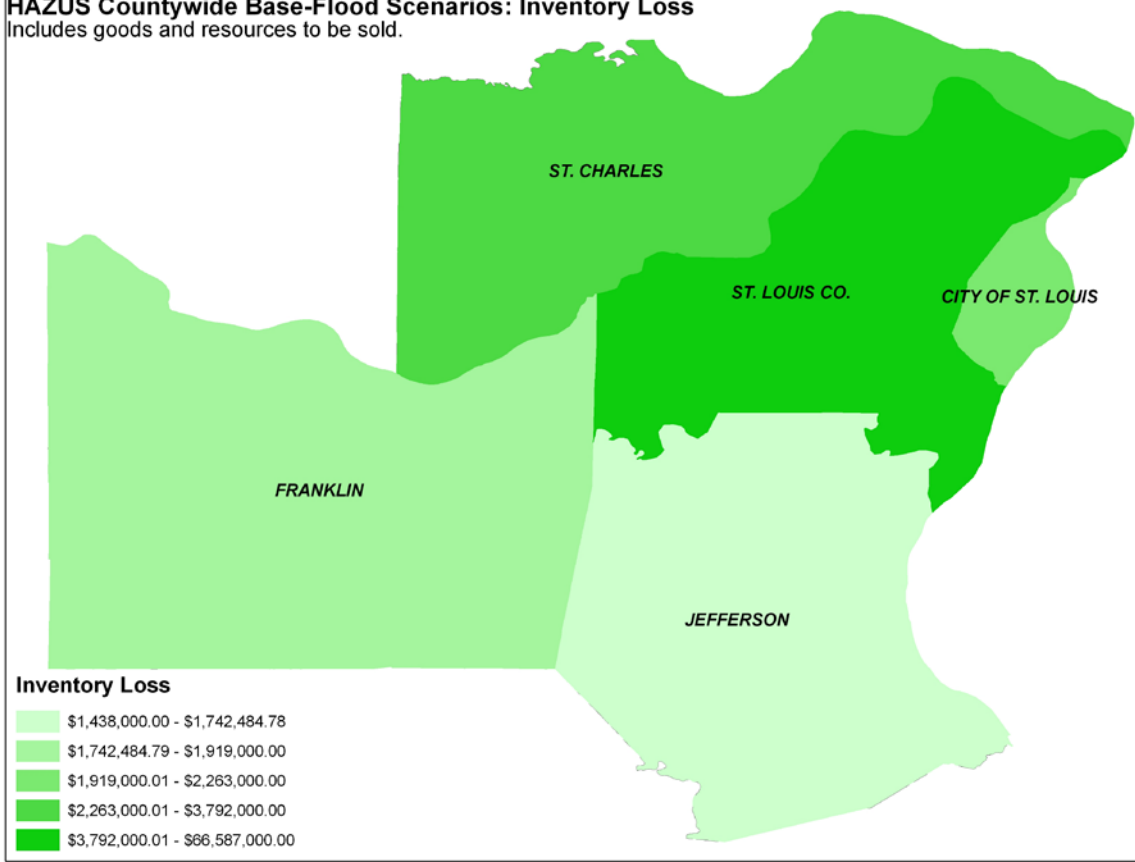 HAZUS Countywide Base-Flood Scenarios: Inventory Loss
Includes goods and resources to be sold.
ST. CHARLES
ST. LOUIS CO.
CITY OF ST. LOUIS
FRANKLIN
JEFFERSON
Inventory Loss
$1,438,000.00 - $1,742,484.78
$1,742,484.79 - $1,919,000.00
$1,919,000.01 - $2,263,000.00
$2,263,000.01 - $3,792,000.00
$3,792,000.01 - $66,587,000.00